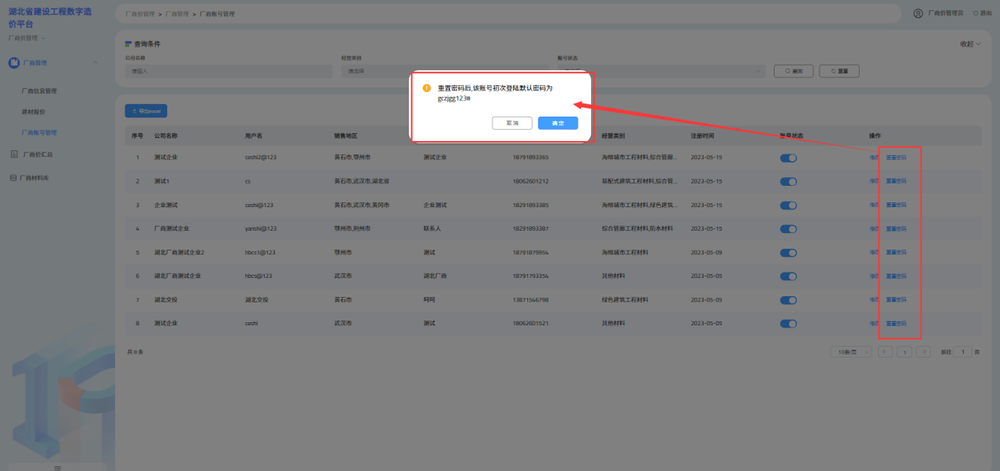 湖北省建设工程数字造
价平台
厂商价管理
厂商价管理 > 厂商管理 > 厂商账号管理
厂商价管理员 退出
厂商管理
厂商信息管理
建材报价
厂商账号管理
厂商价汇总
厂商材料库
查询条件
收起
公司名称 经营类别 账号状态
请输入 请选择 查询 重置
重置密码后,该账号初次登陆默认密码为
gczjgg123#
取消 确定
导出excel
序号 公司名称 用户名 销售地区 经营类别 注册时间 账号状态 操作
1 测试企业 ceshi2@123 黄石市,鄂州市 测试企业 18791893365 海绵城市工程材料,综合管廊... 2023-05-15 修改 重置密码
2 测试1 cs 黄石市,武汉市,湖北省 18062601212 装配式建筑工程材料,综合管... 2023-05-15 修改 重置密码
3 企业测试 ceshi@123 黄石市,武汉市,黄冈市 企业测试 18291893385 海绵城市工程材料,绿色建筑... 2023-05-15 修改 重置密码
4 厂商测试企业 yanshi@123 鄂州市,荆州市 联系人 18291893387 综合管廊工程材料,防水材料 2023-05-15 修改 重置密码
5 湖北厂商测试企业2 hbcs1@123 鄂州市 测试 18791879954 海绵城市工程材料 2023-05-09 修改 重置密码
6 湖北厂商测试企业 hbcs@123 武汉市 湖北厂商 18791793354 其他材料 2023-05-05 修改 重置密码
7 湖北交投 湖北交投 黄石市 呵呵 13871546798 绿色建筑工程材料 2023-05-05 修改 重置密码
8 测试企业 ceshi 武汉市 测试 18062601521 其他材料 2023-05-05 修改 重置密码
共 8 条
10条/页 < 1 > 前往 1 页